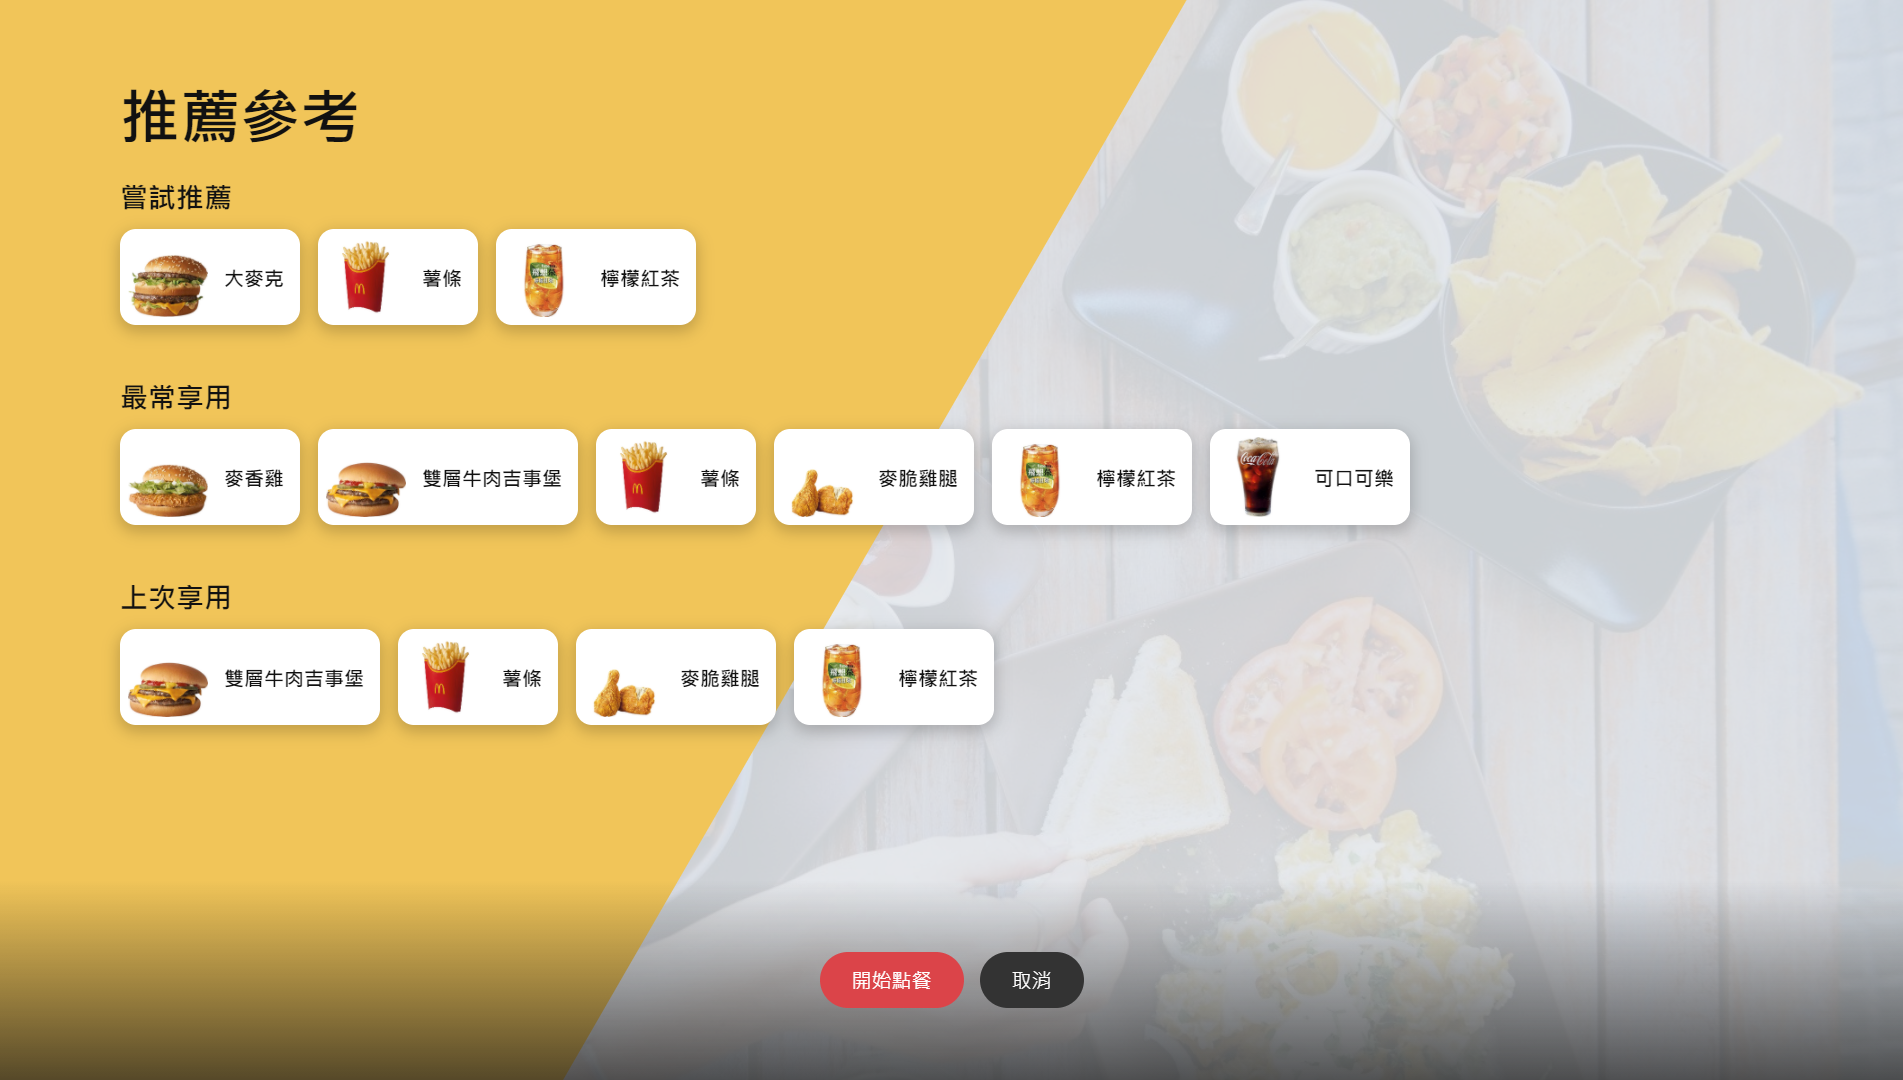 推薦參考
嘗試推薦
大麥克
薯條
檸檬紅茶
最常享用
麥香雞
雙層牛肉吉事堡
薯條
麥脆雞腿
檸檬紅茶
Coca-Cola
可口可樂
上次享用
雙層牛肉吉事堡
薯條
麥脆雞腿
檸檬紅茶
開始點餐
取消